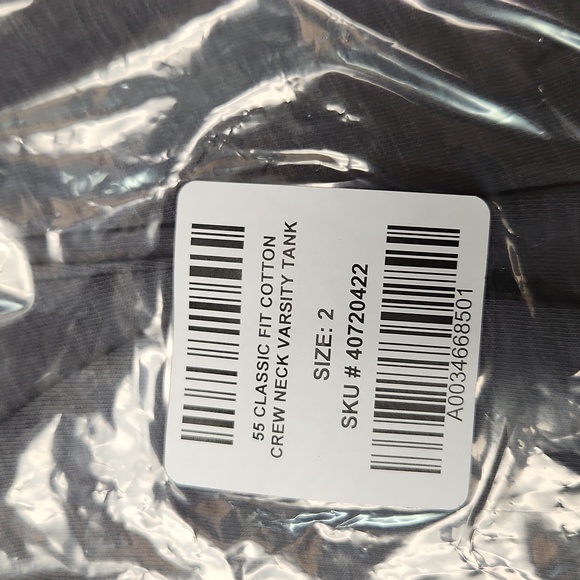 55 CLASSIC FIT COTTON
CREW NECK VARSITY TANK
SIZE: 2
SKU # 40720422
A0034668501